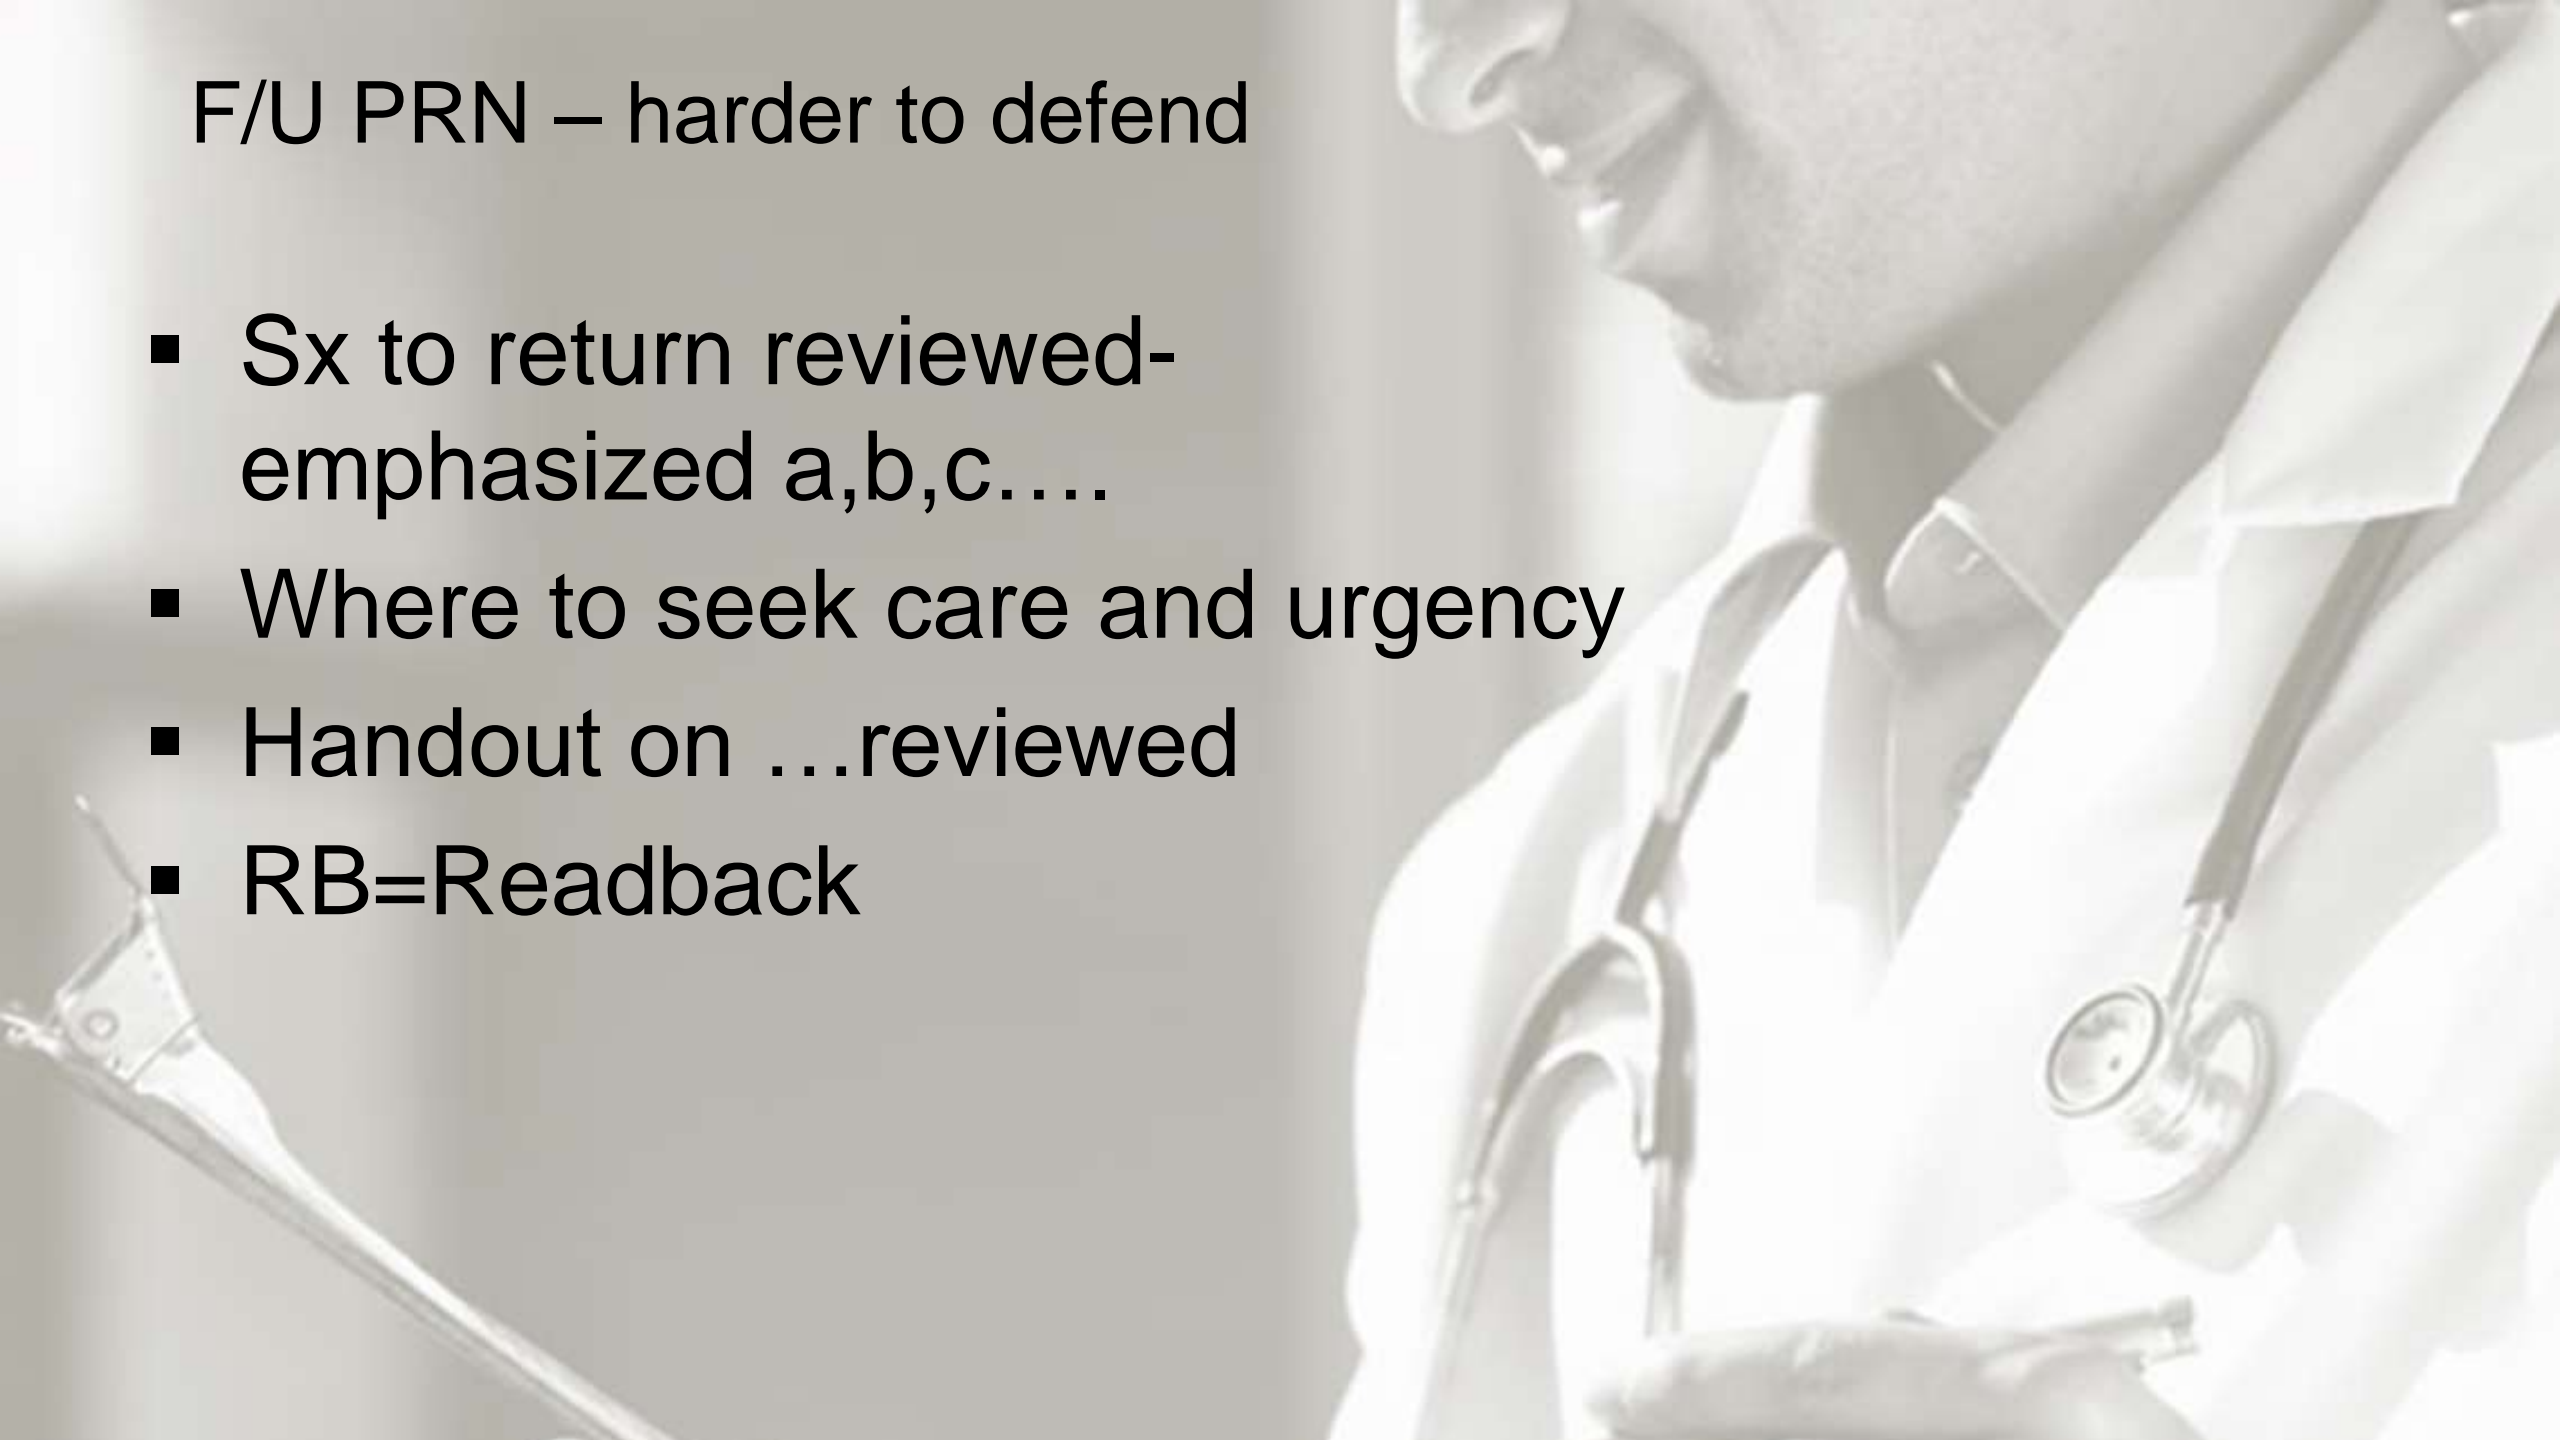 F/U PRN – harder to defend
▪ Sx to return reviewed-
emphasized a,b,c….
▪ Where to seek care and urgency
▪ Handout on …reviewed
▪ RB=Readback